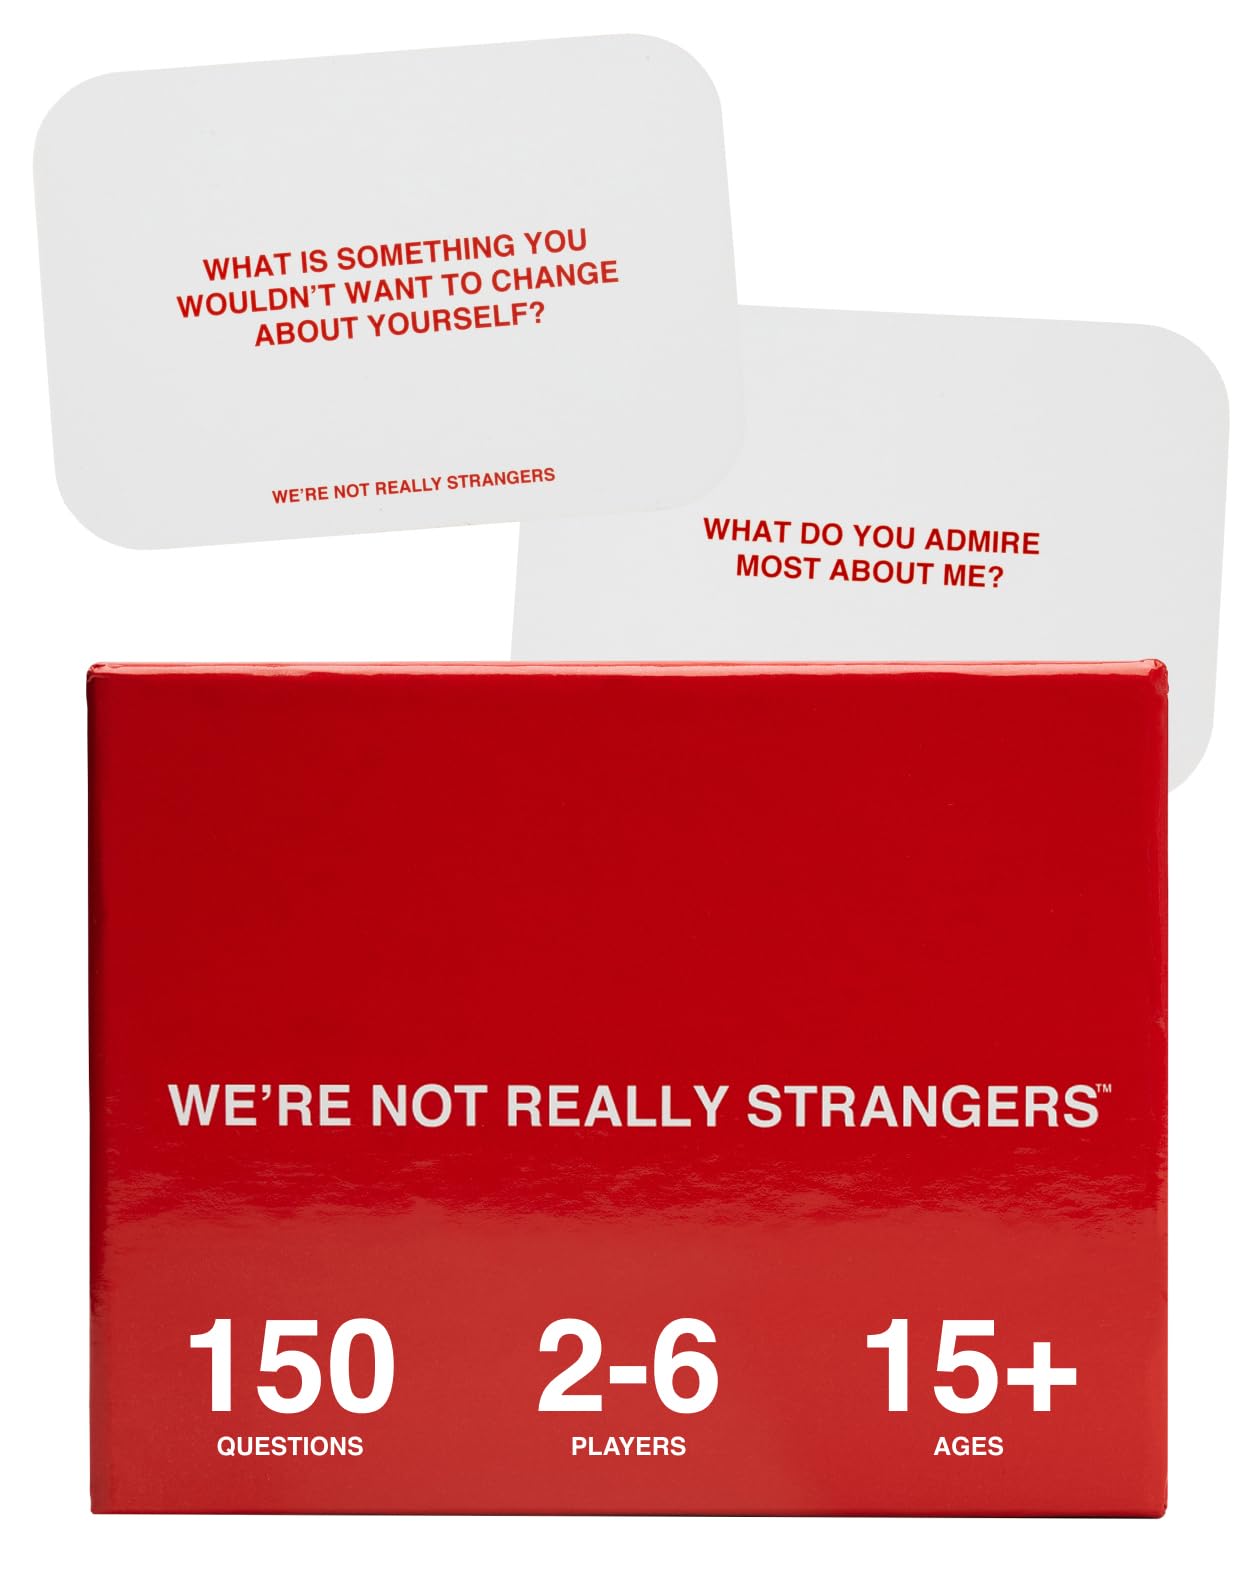 WHAT IS SOMETHING YOU
WOULDN'T WANT TO CHANGE
ABOUT YOURSELF?
WE'RE NOT REALLY STRANGERS
WHAT DO YOU ADMIRE
MOST ABOUT ME?
WE'RE NOT REALLY STRANGERS™
150
QUESTIONS
2-6
PLAYERS
15+
AGES